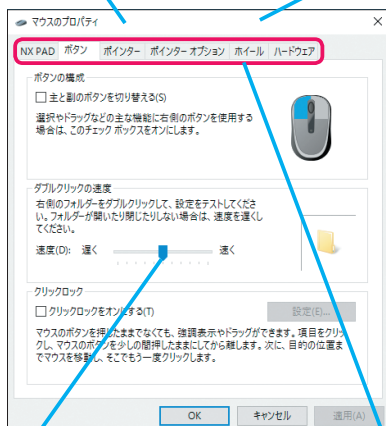 マウスのプロパティ
NX PAD ボタン ポインター ポインター オプション ホイール ハードウェア
ボタンの構成
主と副のボタンを切り替える(S)
選択やドラッグなどの主な機能に右側のボタンを使用する
場合は、このチェック ボックスをオンにします。
ダブルクリックの速度
右側のフォルダーをダブルクリックして、設定をテストしてくださ
い。フォルダーが開いたり閉じたりしない場合は、速度を遅くし
てください。
速度(D): 遅く 速く
クリックロック
クリックロックをオンにする(T)
設定(E)...
マウスのボタンを押したままでなくても、強調表示やドラッグができます。項目をクリッ
クし、マウスのボタンを少しの間押したままにしてから離します。次に、目的の位置ま
でマウスを移動し、そこでもう一度クリックします。
OK キャンセル 適用(A)